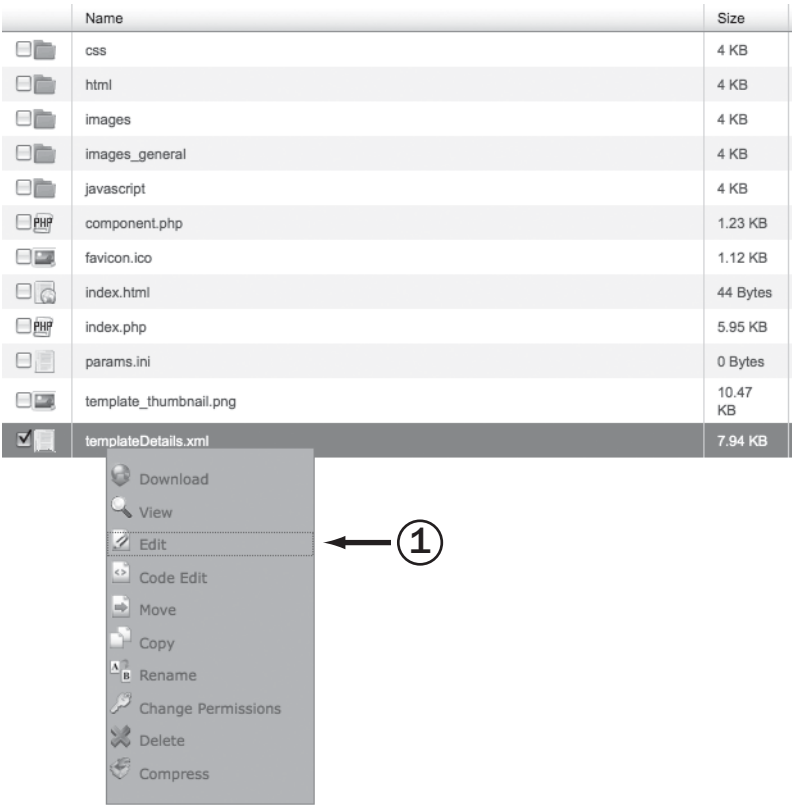 Name Size
css 4 KB
html 4 KB
images 4 KB
images_general 4 KB
javascript 4 KB
PHP component.php 1.23 KB
favicon.ico 1.12 KB
index.html 44 Bytes
PHP index.php 5.95 KB
params.ini 0 Bytes
template_thumbnail.png 10.47
KB
templateDetails.xml 7.94 KB
Download
View
Edit 1
<> Code Edit
Move
Copy
A B Rename
Change Permissions
Delete
Compress